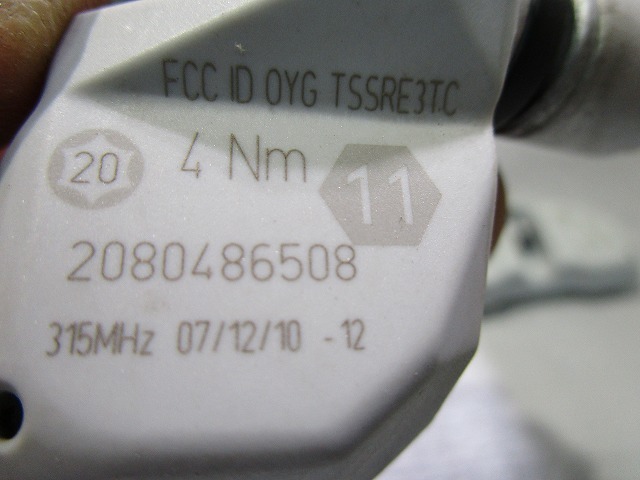 FCC ID OYG TSSRE3TC
20 4 Nm 11
2080486508
315MHz 07/12/10 -12